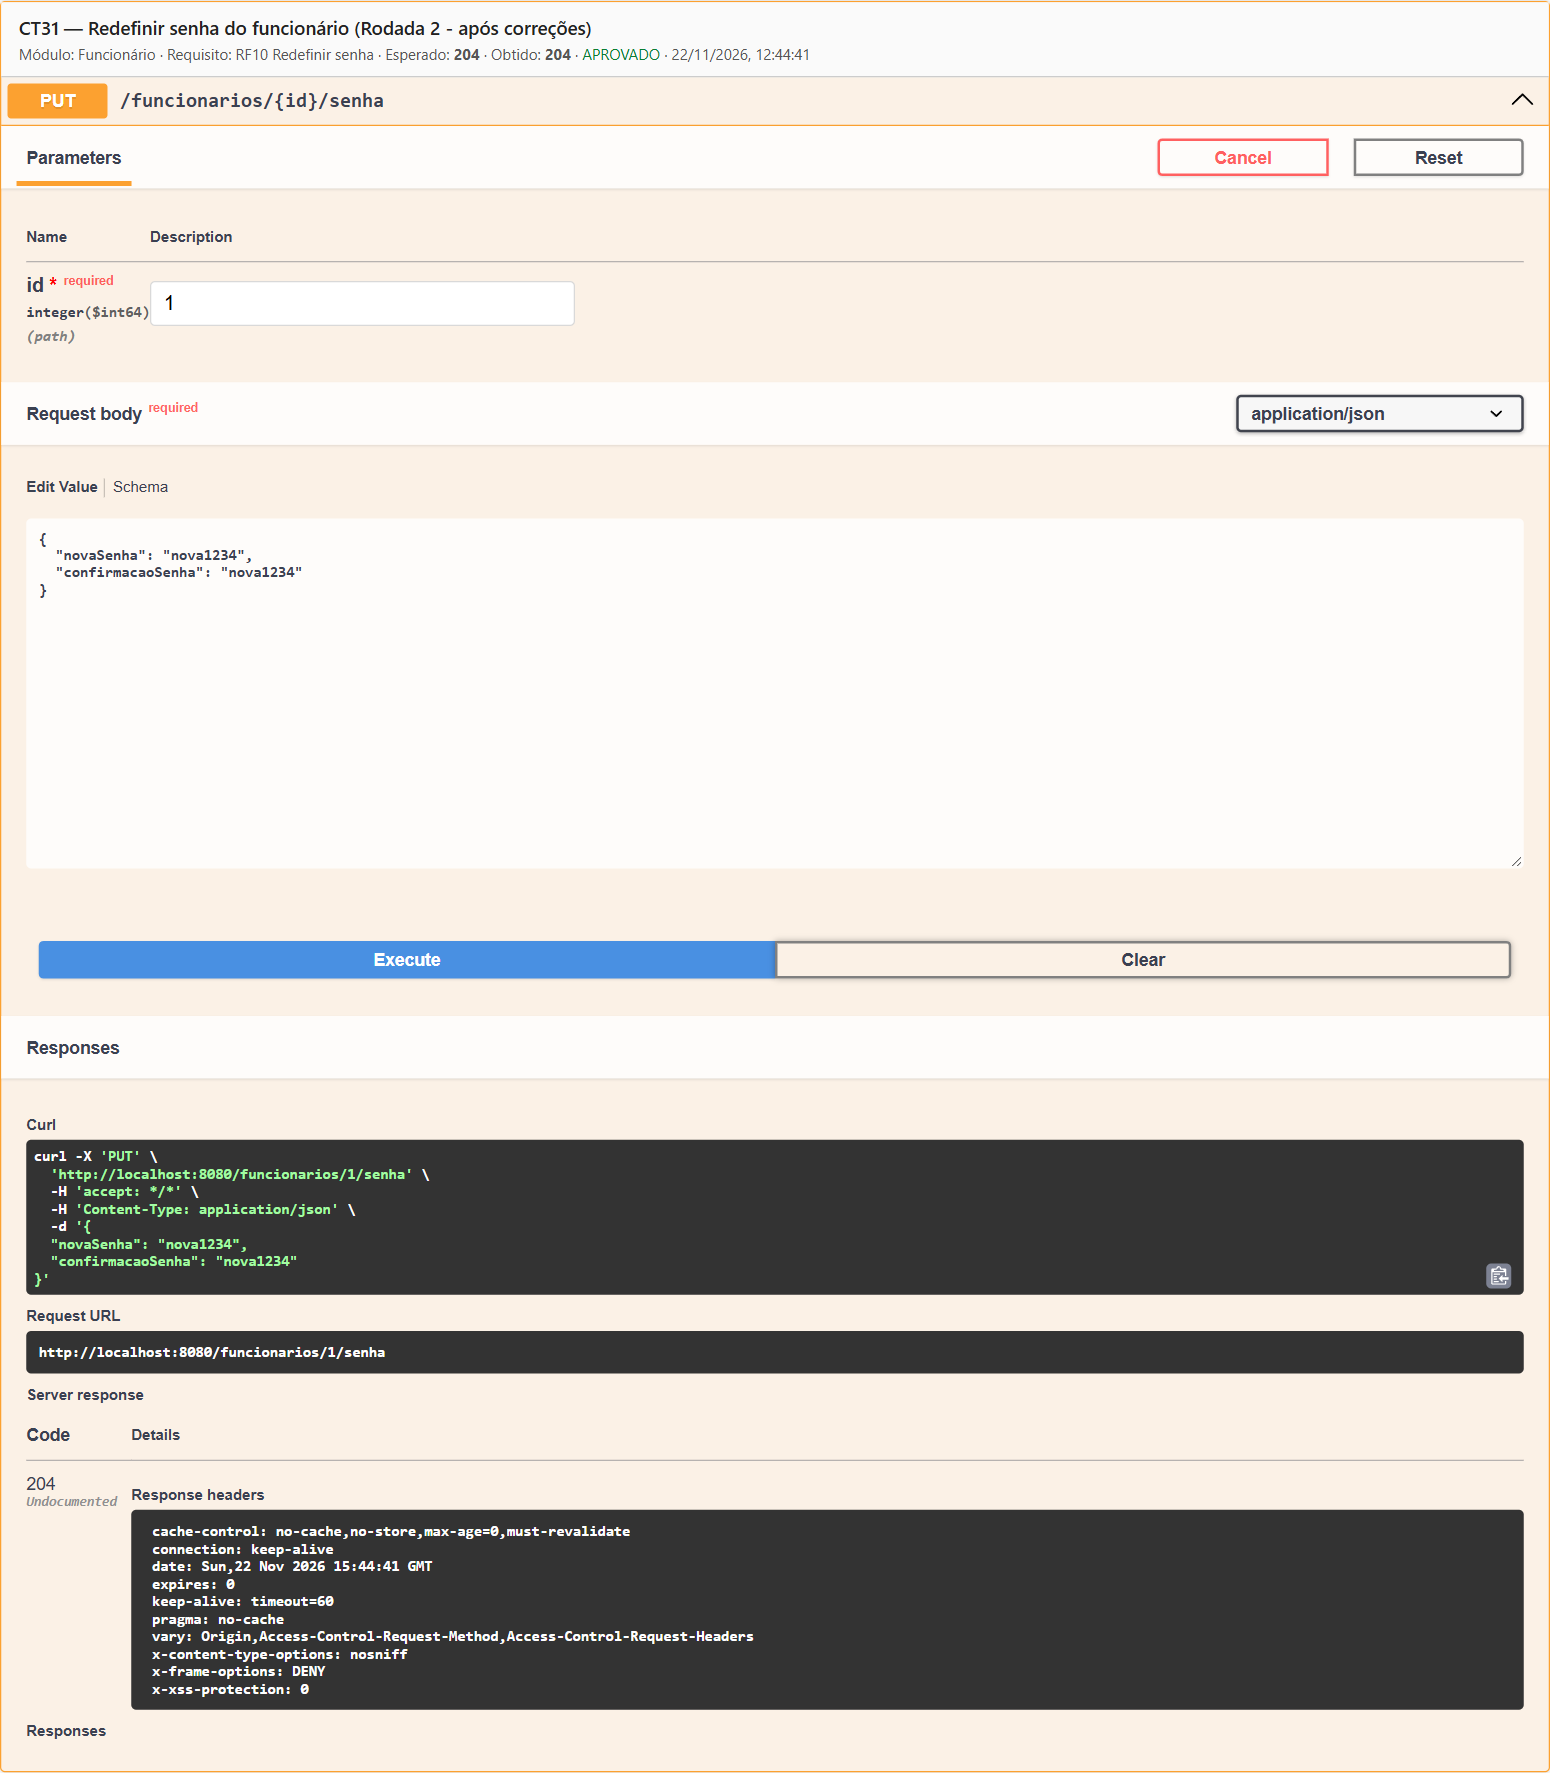 CT31 — Redefinir senha do funcionário (Rodada 2 - após correções)
Módulo: Funcionário · Requisito: RF10 Redefinir senha · Esperado: 204 · Obtido: 204 · APROVADO · 22/11/2026, 12:44:41
PUT /funcionarios/{id}/senha
Parameters
Cancel
Reset
Name Description
id * required
integer($int64)
(path)
1
Request body required
application/json
Edit Value Schema
{
  "novaSenha": "nova1234",
  "confirmacaoSenha": "nova1234"
}
Execute
Clear
Responses
Curl
curl -X 'PUT' \
  'http://localhost:8080/funcionarios/1/senha' \
  -H 'accept: */*' \
  -H 'Content-Type: application/json' \
  -d '{
  "novaSenha": "nova1234",
  "confirmacaoSenha": "nova1234"
}'
Request URL
http://localhost:8080/funcionarios/1/senha
Server response
Code Details
204
Undocumented
Response headers
cache-control: no-cache,no-store,max-age=0,must-revalidate
connection: keep-alive
date: Sun,22 Nov 2026 15:44:41 GMT
expires: 0
keep-alive: timeout=60
pragma: no-cache
vary: Origin,Access-Control-Request-Method,Access-Control-Request-Headers
x-content-type-options: nosniff
x-frame-options: DENY
x-xss-protection: 0
Responses